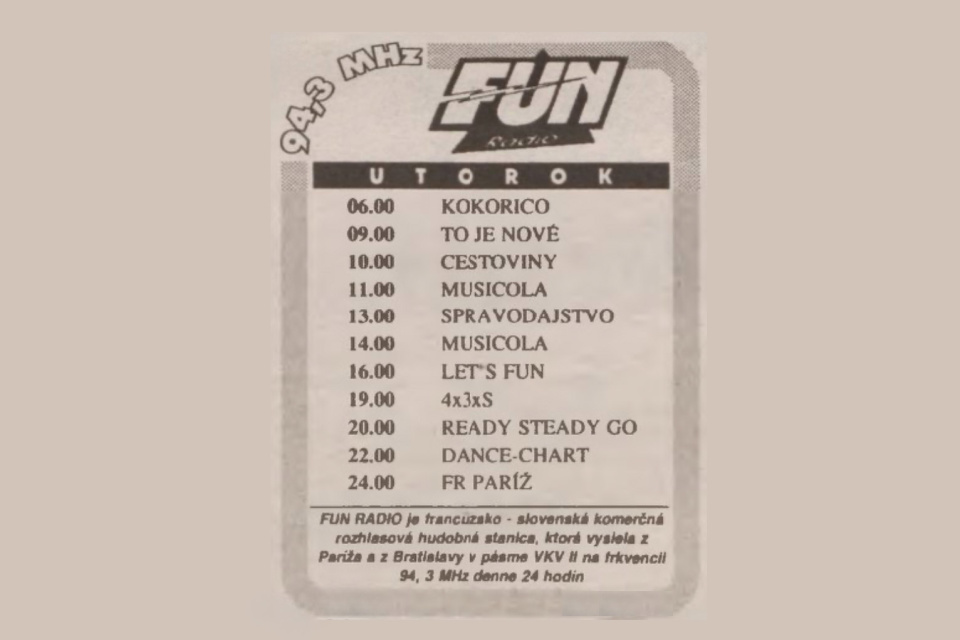 94,3 MHz
FUN
Radio
UTOROK
06.00 KOKORICO
09.00 TO JE NOVÉ
10.00 CESTOVINY
11.00 MUSICOLA
13.00 SPRAVODAJSTVO
14.00 MUSICOLA
16.00 LET'S FUN
19.00 4x3xS
20.00 READY STEADY GO
22.00 DANCE-CHART
24.00 FR PARÍŽ
FUN RADIO je francúzsko - slovenská komerčná
rozhlasová hudobná stanica, ktorá vysiela z
Paríža a z Bratislavy v pásme VKV II na frkvencii
94, 3 MHz denne 24 hodín